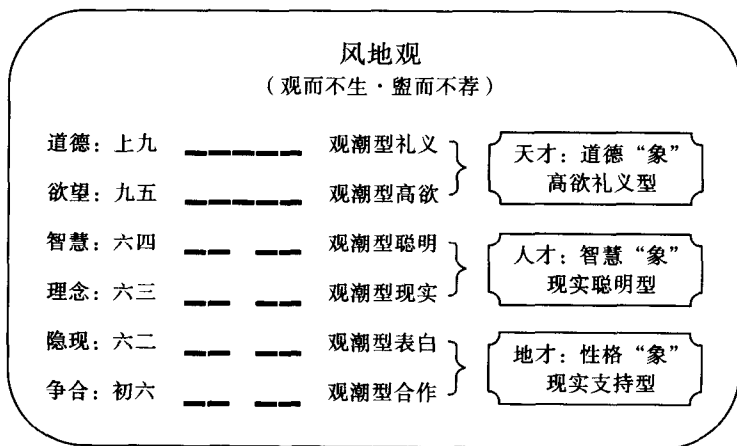 风地观
（观而不生·盥而不荐）
道德：上九 观潮型礼义
欲望：九五 观潮型高欲
天才：道德“象”
高欲礼义型
智慧：六四 观潮型聪明
理念：六三 观潮型现实
人才：智慧“象”
现实聪明型
隐现：六二 观潮型表白
争合：初六 观潮型合作
地才：性格“象”
现实支持型